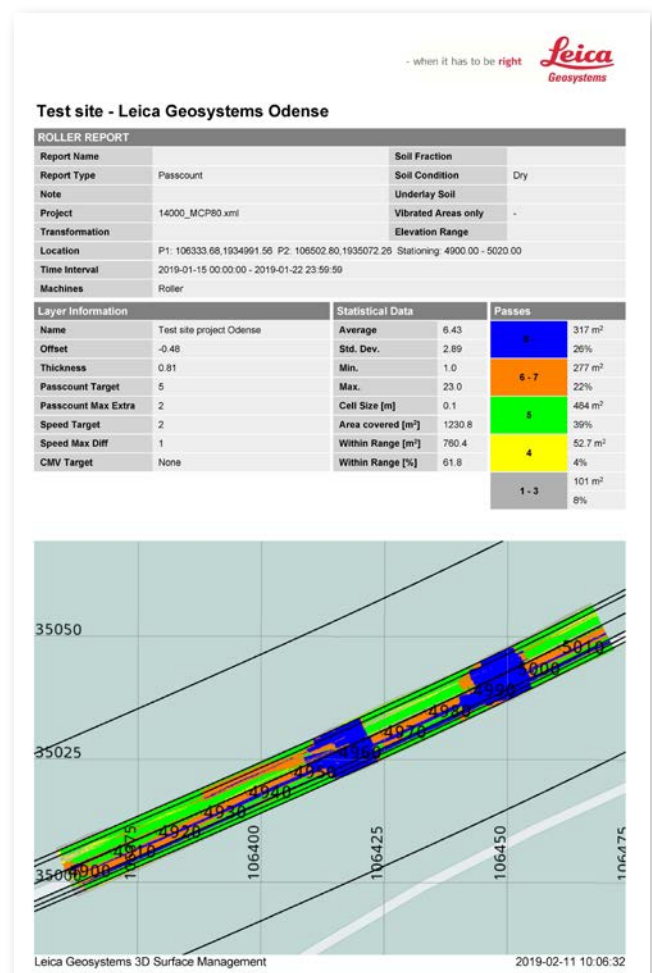 - when it has to be right
Leica
Geosystems
Test site - Leica Geosystems Odense
ROLLER REPORT
Report Name Soil Fraction
Report Type Passcount Soil Condition Dry
Note Underlay Soil
Project 14000_MCP80.xml Vibrated Areas only -
Transformation Elevation Range
Location P1: 106333.68,1934991.56 P2: 106502.80,1935072.26 Stationing: 4900.00 - 5020.00
Time Interval 2019-01-15 00:00:00 - 2019-01-22 23:59:59
Machines Roller
Layer Information Statistical Data Passes
Name Test site project Odense Average 6.43 317 m²
Offset -0.48 Std. Dev. 2.89 26%
Thickness 0.81 Min. 1.0 6 - 7 277 m²
Passcount Target 5 Max. 23.0 22%
Passcount Max Extra 2 Cell Size [m] 0.1 5 484 m²
Speed Target 2 Area covered [m²] 1230.8 39%
Speed Max Diff 1 Within Range [m²] 760.4 4 52.7 m²
CMV Target None Within Range [%] 61.8 4%
1 - 3 101 m²
8%
35050
5010
5000
4990
4980
4970
35025
4960
4950
4940
4930
4920
4910
4900
35000
106375
106400
106425
106450
106475
Leica Geosystems 3D Surface Management 2019-02-11 10:06:32